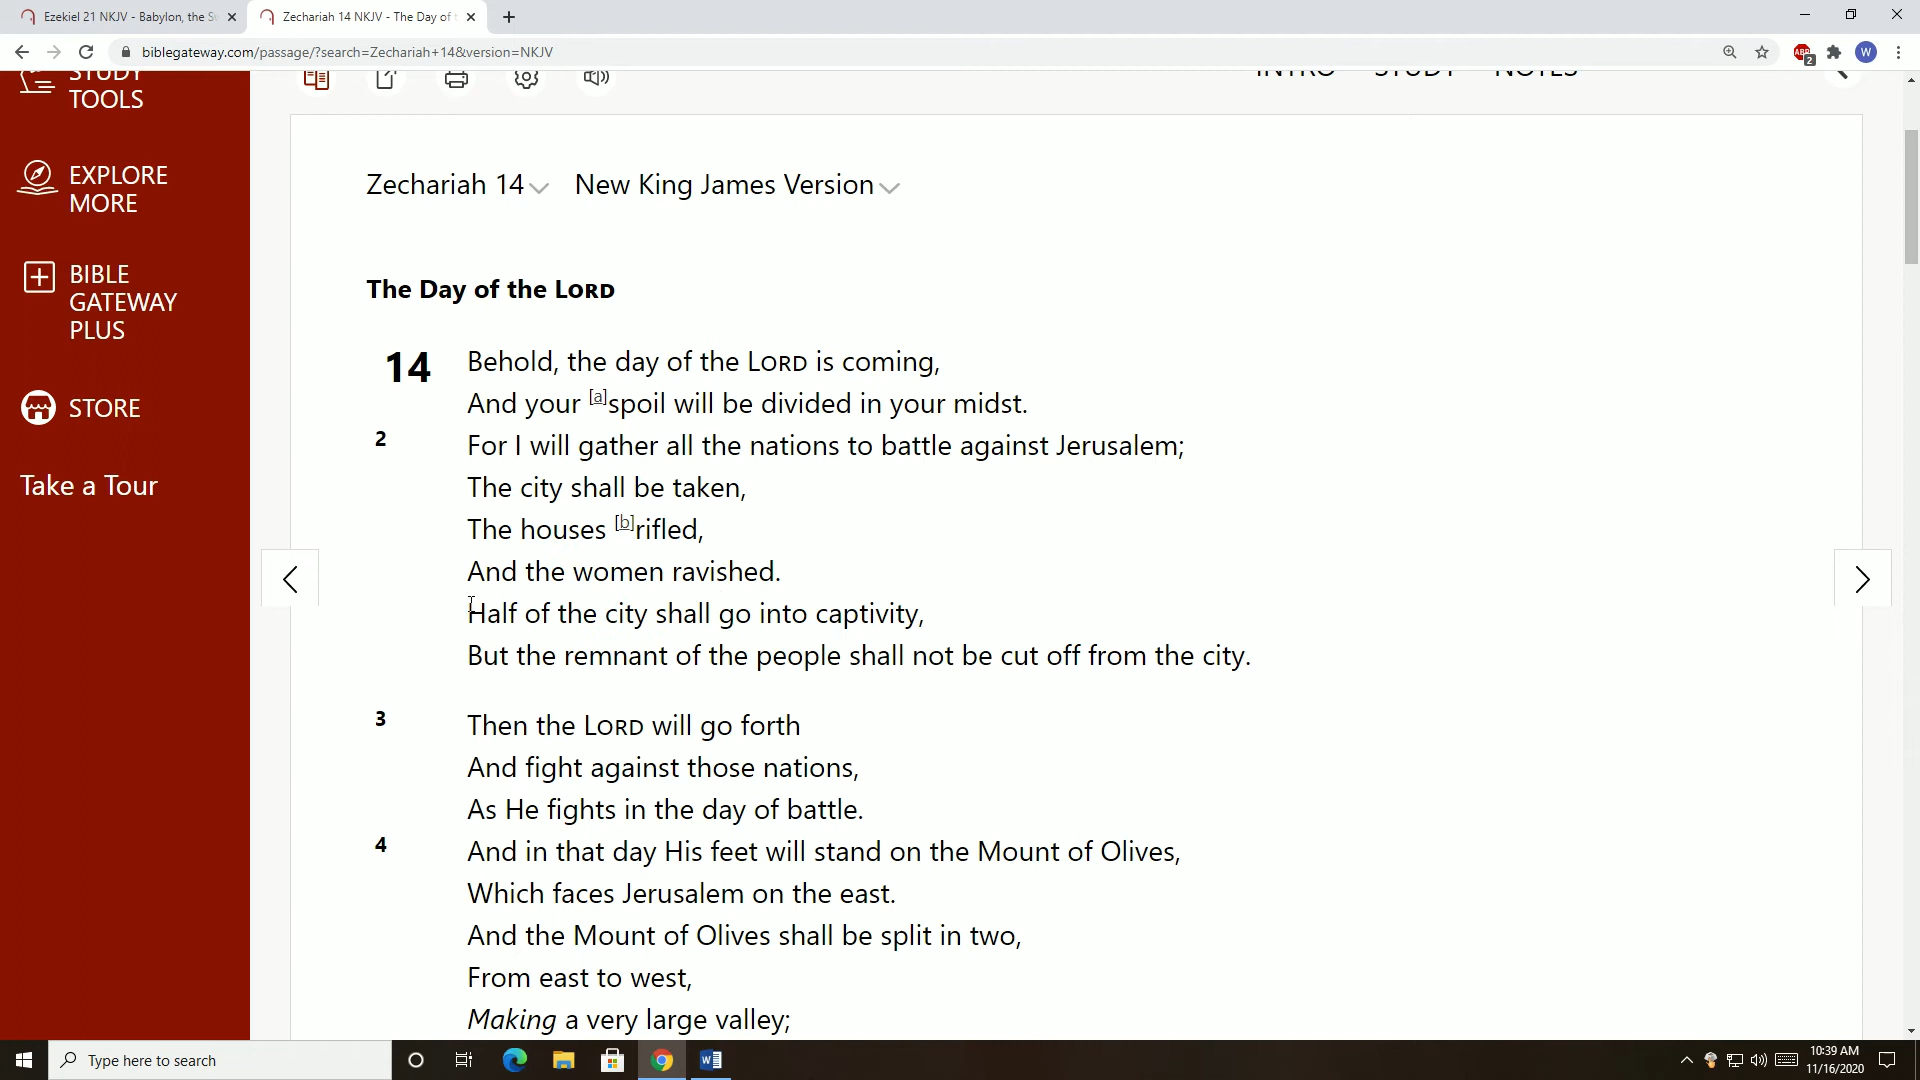 Ezekiel 21 NKJV - Babylon, the S
Zechariah 14 NKJV - The Day of t
biblegateway.com/passage/?search=Zechariah+14&version=NKJV
ABP
2
W
STUDY
TOOLS
INTRO STUDY NOTES
EXPLORE
MORE
BIBLE
GATEWAY
PLUS
STORE
Take a Tour
Zechariah 14 New King James Version
The Day of the LORD
14 Behold, the day of the LORD is coming,
And your [a]spoil will be divided in your midst.
2 For I will gather all the nations to battle against Jerusalem;
The city shall be taken,
The houses [b]rifled,
And the women ravished.
Half of the city shall go into captivity,
But the remnant of the people shall not be cut off from the city.
3 Then the LORD will go forth
And fight against those nations,
As He fights in the day of battle.
4 And in that day His feet will stand on the Mount of Olives,
Which faces Jerusalem on the east.
And the Mount of Olives shall be split in two,
From east to west,
Making a very large valley;
Type here to search
10:39 AM
11/16/2020